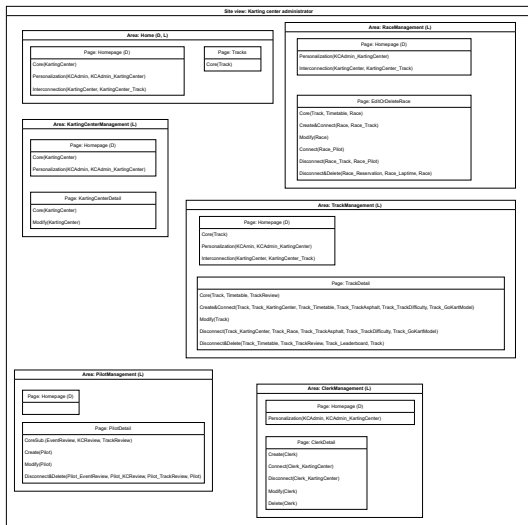 Site view: Karting center administrator
Area: Home (D, L)
Page: Homepage (D)
Core(KartingCenter)
Personalization(KCAdmin, KCAdmin_KartingCenter)
Interconnection(KartingCenter, KartingCenter_Track)
Page: Tracks
Core(Track)
Area: RaceManagement (L)
Page: Homepage (D)
Personalization(KCAdmin_KartingCenter)
Interconnection(KartingCenter, KartingCenter_Track)
Page: EditOrDeleteRace
Core(Track, Timetable, Race)
Create&Connect(Race, Race_Track)
Modify(Race)
Connect(Race_Pilot)
Disconnect(Race_Track, Race_Pilot)
Disconnect&Delete(Race_Reservation, Race_Laptime, Race)
Area: KartingCenterManagement (L)
Page: Homepage (D)
Core(KartingCenter)
Personalization(KCAdmin, KCAdmin_KartingCenter)
Page: KartingCenterDetail
Core(KartingCenter)
Modify(KartingCenter)
Area: TrackManagement (L)
Page: Homepage (D)
Core(Track)
Personalization(KCAmin, KCAdmin_KartingCenter)
Interconnection(KartingCenter, KartingCenter_Track)
Page: TrackDetail
Core(Track, Timetable, TrackReview)
Create&Connect(Track, Track_KartingCenter, Track_Timetable, Track_TrackAsphalt, Track_TrackDifficulty, Track_GoKartModel)
Modify(Track)
Disconnect(Track_KartingCenter, Track_Race, Track_TrackAsphalt, Track_TrackDifficulty, Track_GoKartModel)
Disconnect&Delete(Track_Timetable, Track_TrackReview, Track_Leaderboard, Track)
Area: PilotManagement (L)
Page: Homepage (D)
Page: PilotDetail
CoreSub.(EventReview, KCReview, TrackReview)
Create(Pilot)
Modify(Pilot)
Disconnect&Delete(Pilot_EventReview, Pilot_KCReview, Pilot_TrackReview, Pilot)
Area: ClerkManagement (L)
Page: Homepage (D)
Personalization(KCAdmin, KCAdmin_KartingCenter)
Page: ClerkDetail
Create(Clerk)
Connect(Clerk_KartingCenter)
Disconnect(Clerk_KartingCenter)
Modify(Clerk)
Delete(Clerk)